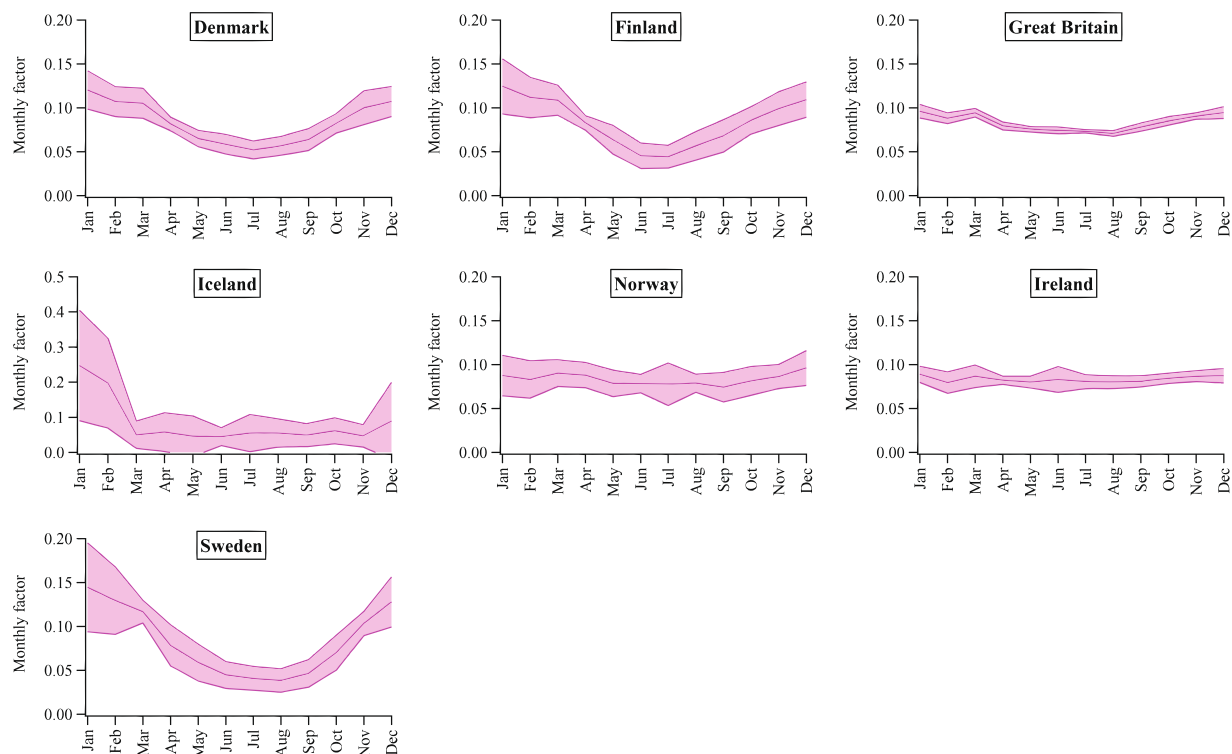 Denmark
Monthly factor
0.20
0.15
0.10
0.05
0.00
Jan Feb Mar Apr May Jun Jul Aug Sep Oct Nov Dec
Finland
Monthly factor
0.20
0.15
0.10
0.05
0.00
Jan Feb Mar Apr May Jun Jul Aug Sep Oct Nov Dec
Great Britain
Monthly factor
0.20
0.15
0.10
0.05
0.00
Jan Feb Mar Apr May Jun Jul Aug Sep Oct Nov Dec
Iceland
Monthly factor
0.5
0.4
0.3
0.2
0.1
0.0
Jan Feb Mar Apr May Jun Jul Aug Sep Oct Nov Dec
Norway
Monthly factor
0.20
0.15
0.10
0.05
0.00
Jan Feb Mar Apr May Jun Jul Aug Sep Oct Nov Dec
Ireland
Monthly factor
0.20
0.15
0.10
0.05
0.00
Jan Feb Mar Apr May Jun Jul Aug Sep Oct Nov Dec
Sweden
Monthly factor
0.20
0.15
0.10
0.05
0.00
Jan Feb Mar Apr May Jun Jul Aug Sep Oct Nov Dec